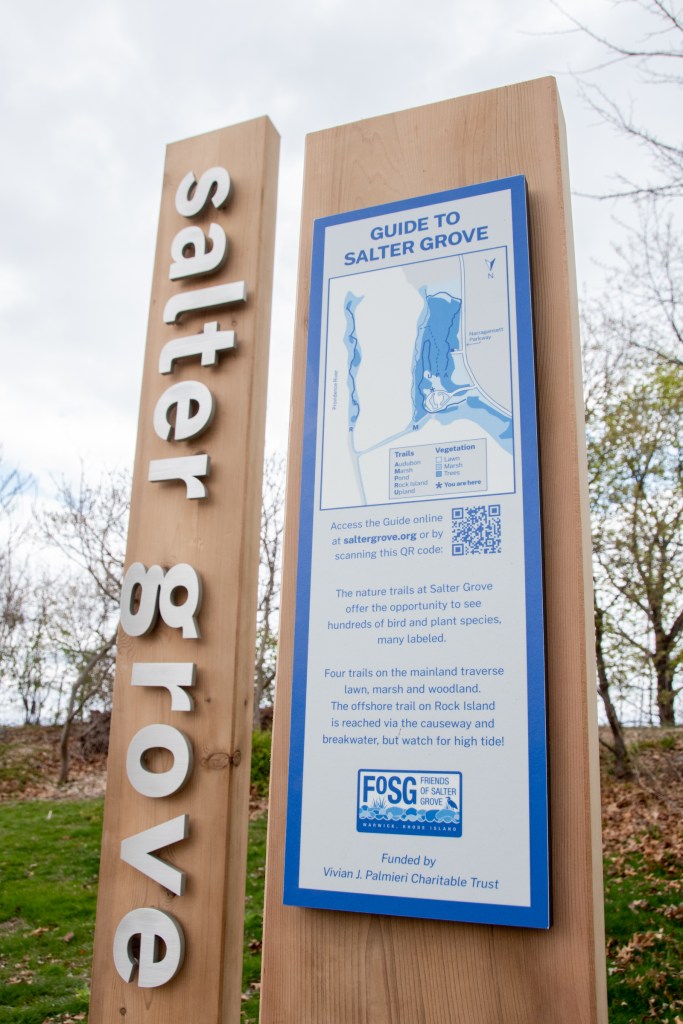 salter grove
GUIDE TO
SALTER GROVE
N
Narragansett
Parkway
Providence River
R
M
Trails
Audubon
Marsh
Pond
Rock Island
Upland
Vegetation
Lawn
Marsh
Trees
★ You are here
Access the Guide online
at saltergrove.org or by
scanning this QR code:
The nature trails at Salter Grove
offer the opportunity to see
hundreds of bird and plant species,
many labeled.
Four trails on the mainland traverse
lawn, marsh and woodland.
The offshore trail on Rock Island
is reached via the causeway and
breakwater, but watch for high tide!
FoSG
FRIENDS
OF SALTER
GROVE
WARWICK, RHODE ISLAND
Funded by
Vivian J. Palmieri Charitable Trust